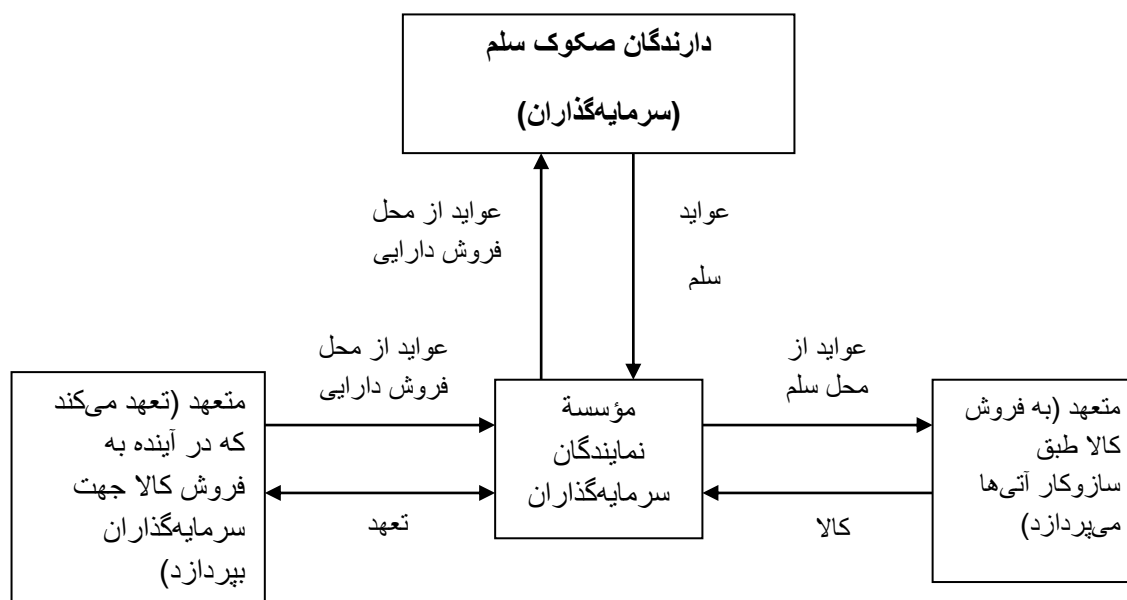 دارندگان صکوک سلم
(سرمایه‌گذاران)
عواید
سلم
عواید از محل
فروش دارایی
عواید از
محل سلم
عواید از محل
فروش دارایی
متعهد (به فروش
کالا طبق
سازوکار آتی‌ها
می‌پردازد)
مؤسسة
نمایندگان
سرمایه‌گذاران
متعهد (تعهد می‌کند
که در آینده به
فروش کالا جهت
سرمایه‌گذاران
بپردازد)
کالا
تعهد